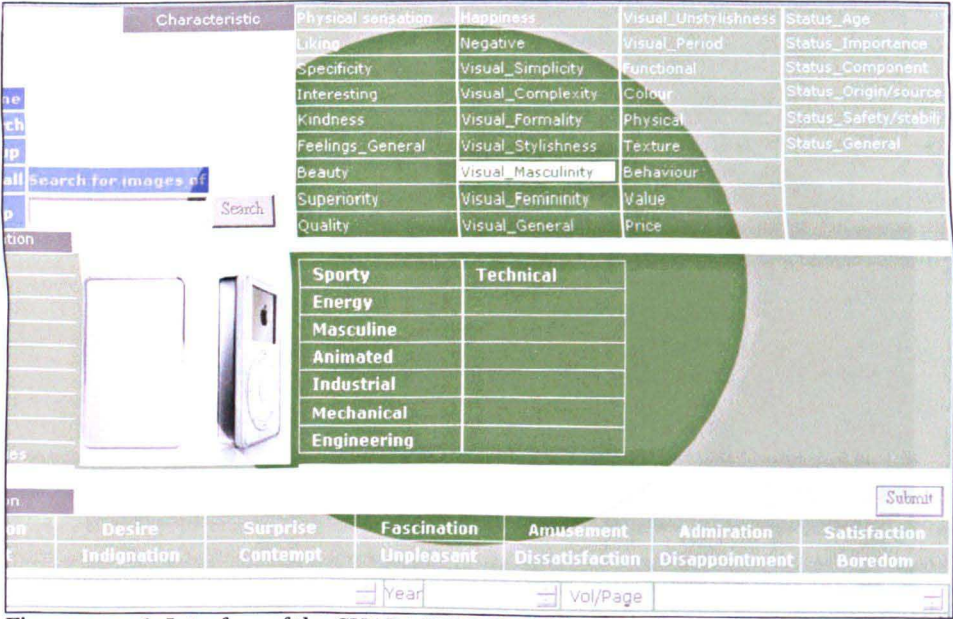 Characteristic Physical sensation Happiness Visual_Unstylishness Status_Age
Liking Negative Visual_Period Status_Importance
Specificity Visual_Simplicity Functional Status_Component
Interesting Visual_Complexity Colour Status_Origin/source
Kindness Visual_Formality Physical Status_Safety/stabili
Feelings_General Visual_Stylishness Texture Status_General
all Search for images of Beauty Visual_Masculinity Behaviour
Search Superiority Visual_Femininity Value
Quality Visual_General Price
Sporty Technical
Energy
Masculine
Animated
Industrial
Mechanical
Engineering
Submit
Desire Surprise Fascination Amusement Admiration Satisfaction
Indignation Contempt Unpleasant Dissatisfaction Disappointment Boredom
Year Vol/Page